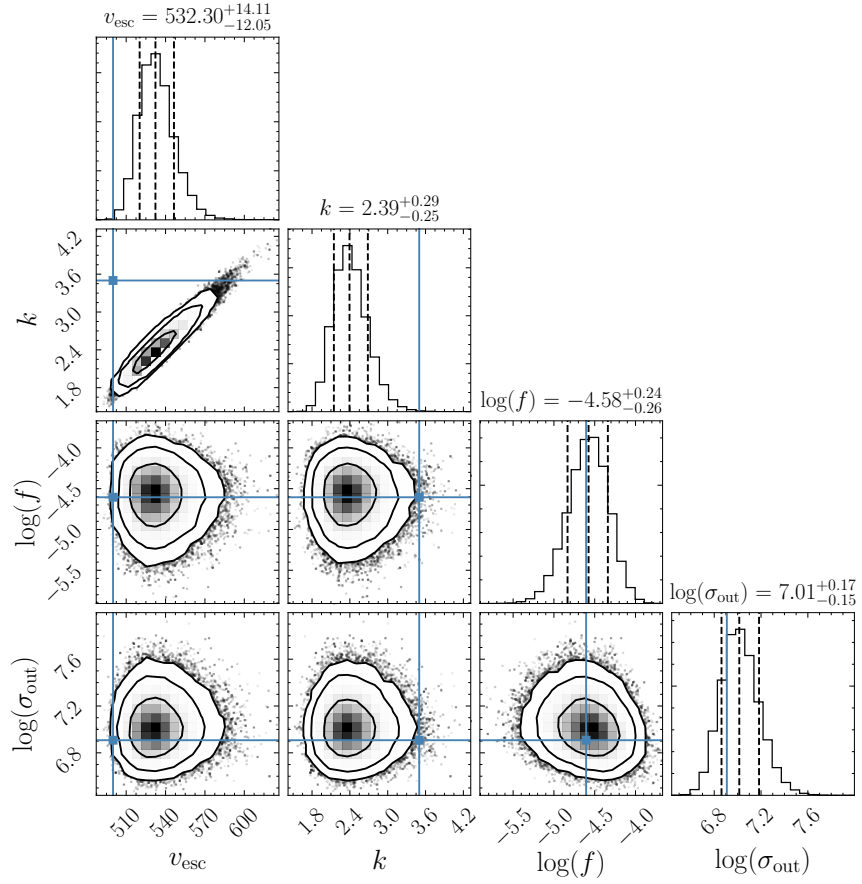 v_esc = 532.30^{+14.11}_{-12.05}
k = 2.39^{+0.29}_{-0.25}
4.2
3.6
3.0
2.4
1.8
k
log(f) = −4.58^{+0.24}_{-0.26}
−4.0
−4.5
−5.0
−5.5
log(f)
log(σ_out) = 7.01^{+0.17}_{-0.15}
7.6
7.2
6.8
log(σ_out)
510 540 570 600 1.8 2.4 3.0 3.6 4.2 −5.5 −5.0 −4.5 −4.0 6.8 7.2 7.6
v_esc k log(f) log(σ_out)